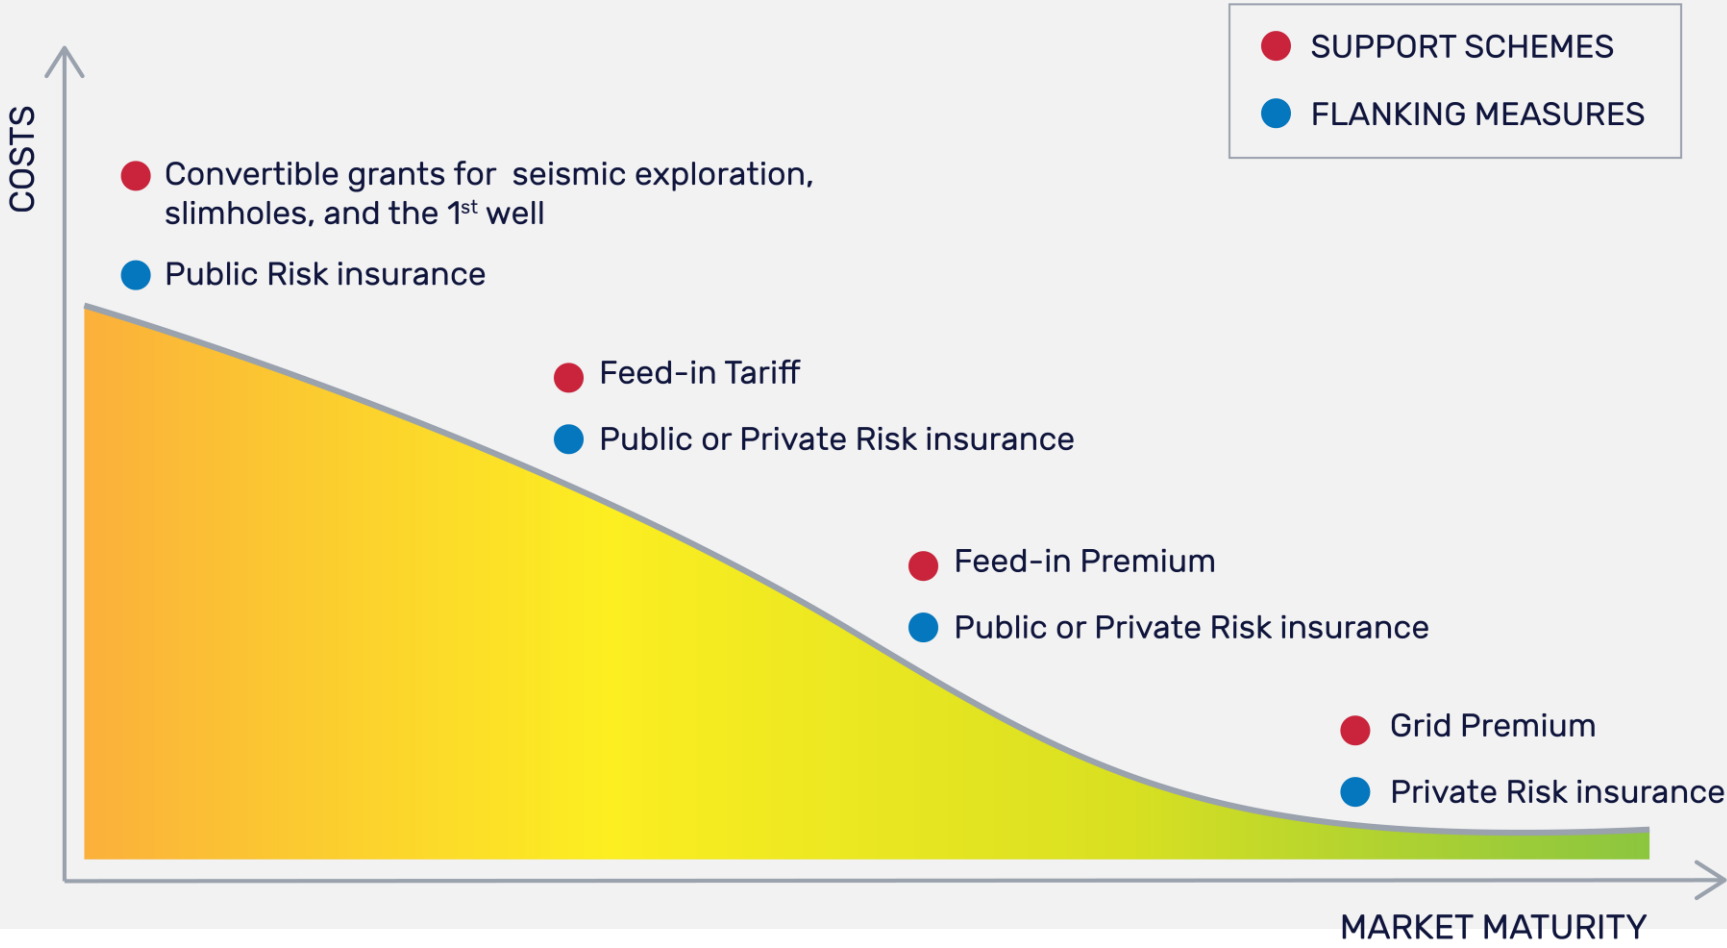 SUPPORT SCHEMES
FLANKING MEASURES
COSTS
Convertible grants for seismic exploration,
slimholes, and the 1st well
Public Risk insurance
Feed-in Tariff
Public or Private Risk insurance
Feed-in Premium
Public or Private Risk insurance
Grid Premium
Private Risk insurance
MARKET MATURITY